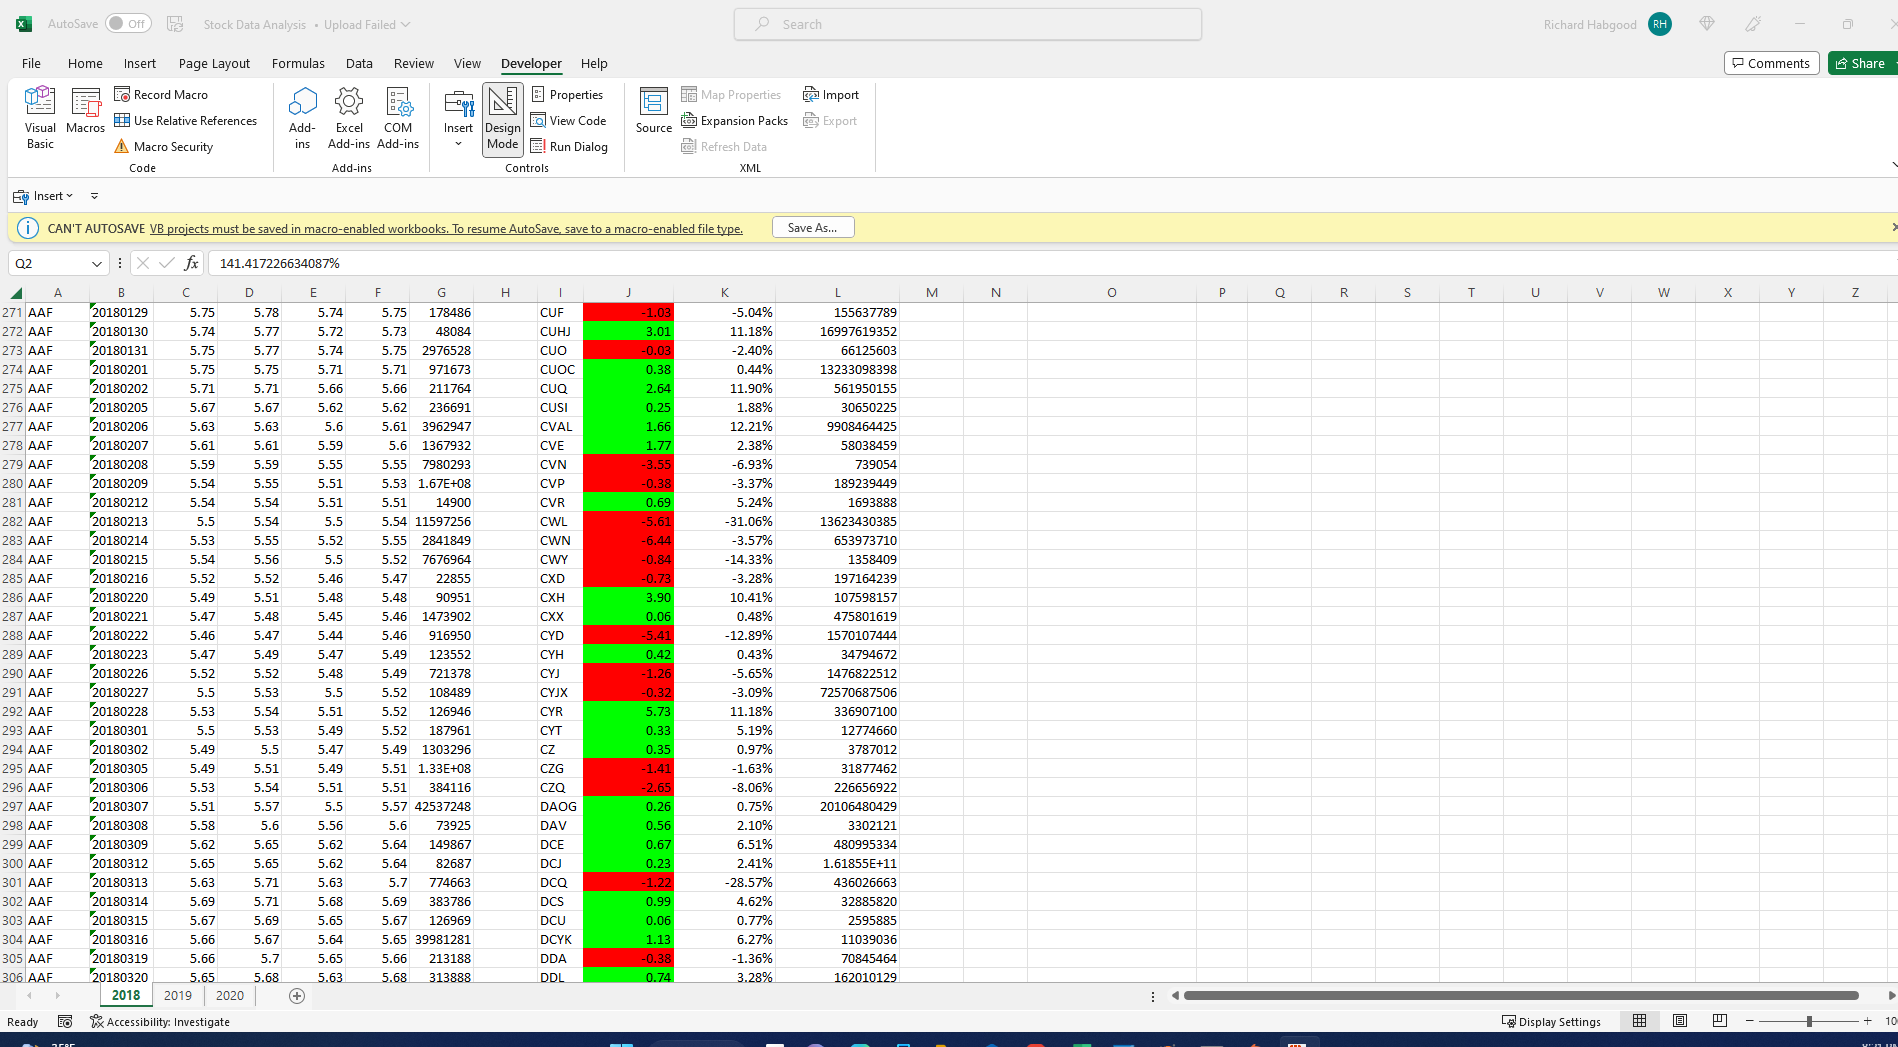 AutoSave Off Stock Data Analysis • Upload Failed Search Richard Habgood RH
File Home Insert Page Layout Formulas Data Review View Developer Help Comments Share
Visual Basic Macros Record Macro Use Relative References Macro Security Code
Add-ins Excel Add-ins COM Add-ins Add-ins
Insert Design Mode Properties View Code Run Dialog Controls
Source Map Properties Expansion Packs Refresh Data Import Export XML
Insert
CAN'T AUTOSAVE VB projects must be saved in macro-enabled workbooks. To resume AutoSave, save to a macro-enabled file type. Save As...
Q2 fx 141.417226634087%
A B C D E F G H I J K L M N O P Q R S T U V W X Y Z
271 AAF 20180129 5.75 5.78 5.74 5.75 178486 CUF -1.03 -5.04% 155637789
272 AAF 20180130 5.74 5.77 5.72 5.73 48084 CUHJ 3.01 11.18% 16997619352
273 AAF 20180131 5.75 5.77 5.74 5.75 2976528 CUO -0.03 -2.40% 66125603
274 AAF 20180201 5.75 5.75 5.71 5.71 971673 CUOC 0.38 0.44% 13233098398
275 AAF 20180202 5.71 5.71 5.66 5.66 211764 CUQ 2.64 11.90% 561950155
276 AAF 20180205 5.67 5.67 5.62 5.62 236691 CUSI 0.25 1.88% 30650225
277 AAF 20180206 5.63 5.63 5.6 5.61 3962947 CVAL 1.66 12.21% 9908464425
278 AAF 20180207 5.61 5.61 5.59 5.6 1367932 CVE 1.77 2.38% 58038459
279 AAF 20180208 5.59 5.59 5.55 5.55 7980293 CVN -3.55 -6.93% 739054
280 AAF 20180209 5.54 5.55 5.51 5.53 1.67E+08 CVP -0.38 -3.37% 189239449
281 AAF 20180212 5.54 5.54 5.51 5.51 14900 CVR 0.69 5.24% 1693888
282 AAF 20180213 5.5 5.54 5.5 5.54 11597256 CWL -5.61 -31.06% 13623430385
283 AAF 20180214 5.53 5.55 5.52 5.55 2841849 CWN -6.44 -3.57% 653973710
284 AAF 20180215 5.54 5.56 5.5 5.52 7676964 CWY -0.84 -14.33% 1358409
285 AAF 20180216 5.52 5.52 5.46 5.47 22855 CXD -0.73 -3.28% 197164239
286 AAF 20180220 5.49 5.51 5.48 5.48 90951 CXH 3.90 10.41% 107598157
287 AAF 20180221 5.47 5.48 5.45 5.46 1473902 CXX 0.06 0.48% 475801619
288 AAF 20180222 5.46 5.47 5.44 5.46 916950 CYD -5.41 -12.89% 1570107444
289 AAF 20180223 5.47 5.49 5.47 5.49 123552 CYH 0.42 0.43% 34794672
290 AAF 20180226 5.52 5.52 5.48 5.49 721378 CYJ -1.26 -5.65% 1476822512
291 AAF 20180227 5.5 5.53 5.5 5.52 108489 CYJX -0.32 -3.09% 72570687506
292 AAF 20180228 5.53 5.54 5.51 5.52 126946 CYR 5.73 11.18% 336907100
293 AAF 20180301 5.5 5.53 5.49 5.52 187961 CYT 0.33 5.19% 12774660
294 AAF 20180302 5.49 5.5 5.47 5.49 1303296 CZ 0.35 0.97% 3787012
295 AAF 20180305 5.49 5.51 5.49 5.51 1.33E+08 CZG -1.41 -1.63% 31877462
296 AAF 20180306 5.53 5.54 5.51 5.51 384116 CZQ -2.65 -8.06% 226656922
297 AAF 20180307 5.51 5.57 5.5 5.57 42537248 DAOG 0.26 0.75% 20106480429
298 AAF 20180308 5.58 5.6 5.56 5.6 73925 DAV 0.56 2.10% 3302121
299 AAF 20180309 5.62 5.65 5.62 5.64 149867 DCE 0.67 6.51% 480995334
300 AAF 20180312 5.65 5.65 5.62 5.64 82687 DCJ 0.23 2.41% 1.61855E+11
301 AAF 20180313 5.63 5.71 5.63 5.7 774663 DCQ -1.22 -28.57% 436026663
302 AAF 20180314 5.69 5.71 5.68 5.69 383786 DCS 0.99 4.62% 32885820
303 AAF 20180315 5.67 5.69 5.65 5.67 126969 DCU 0.06 0.77% 2595885
304 AAF 20180316 5.66 5.67 5.64 5.65 39981281 DCYK 1.13 6.27% 11039036
305 AAF 20180319 5.66 5.7 5.65 5.66 213188 DDA -0.38 -1.36% 70845464
306 AAF 20180320 5.65 5.68 5.63 5.68 313888 DDL 0.74 3.28% 162010129
2018 2019 2020
Ready Accessibility: Investigate Display Settings